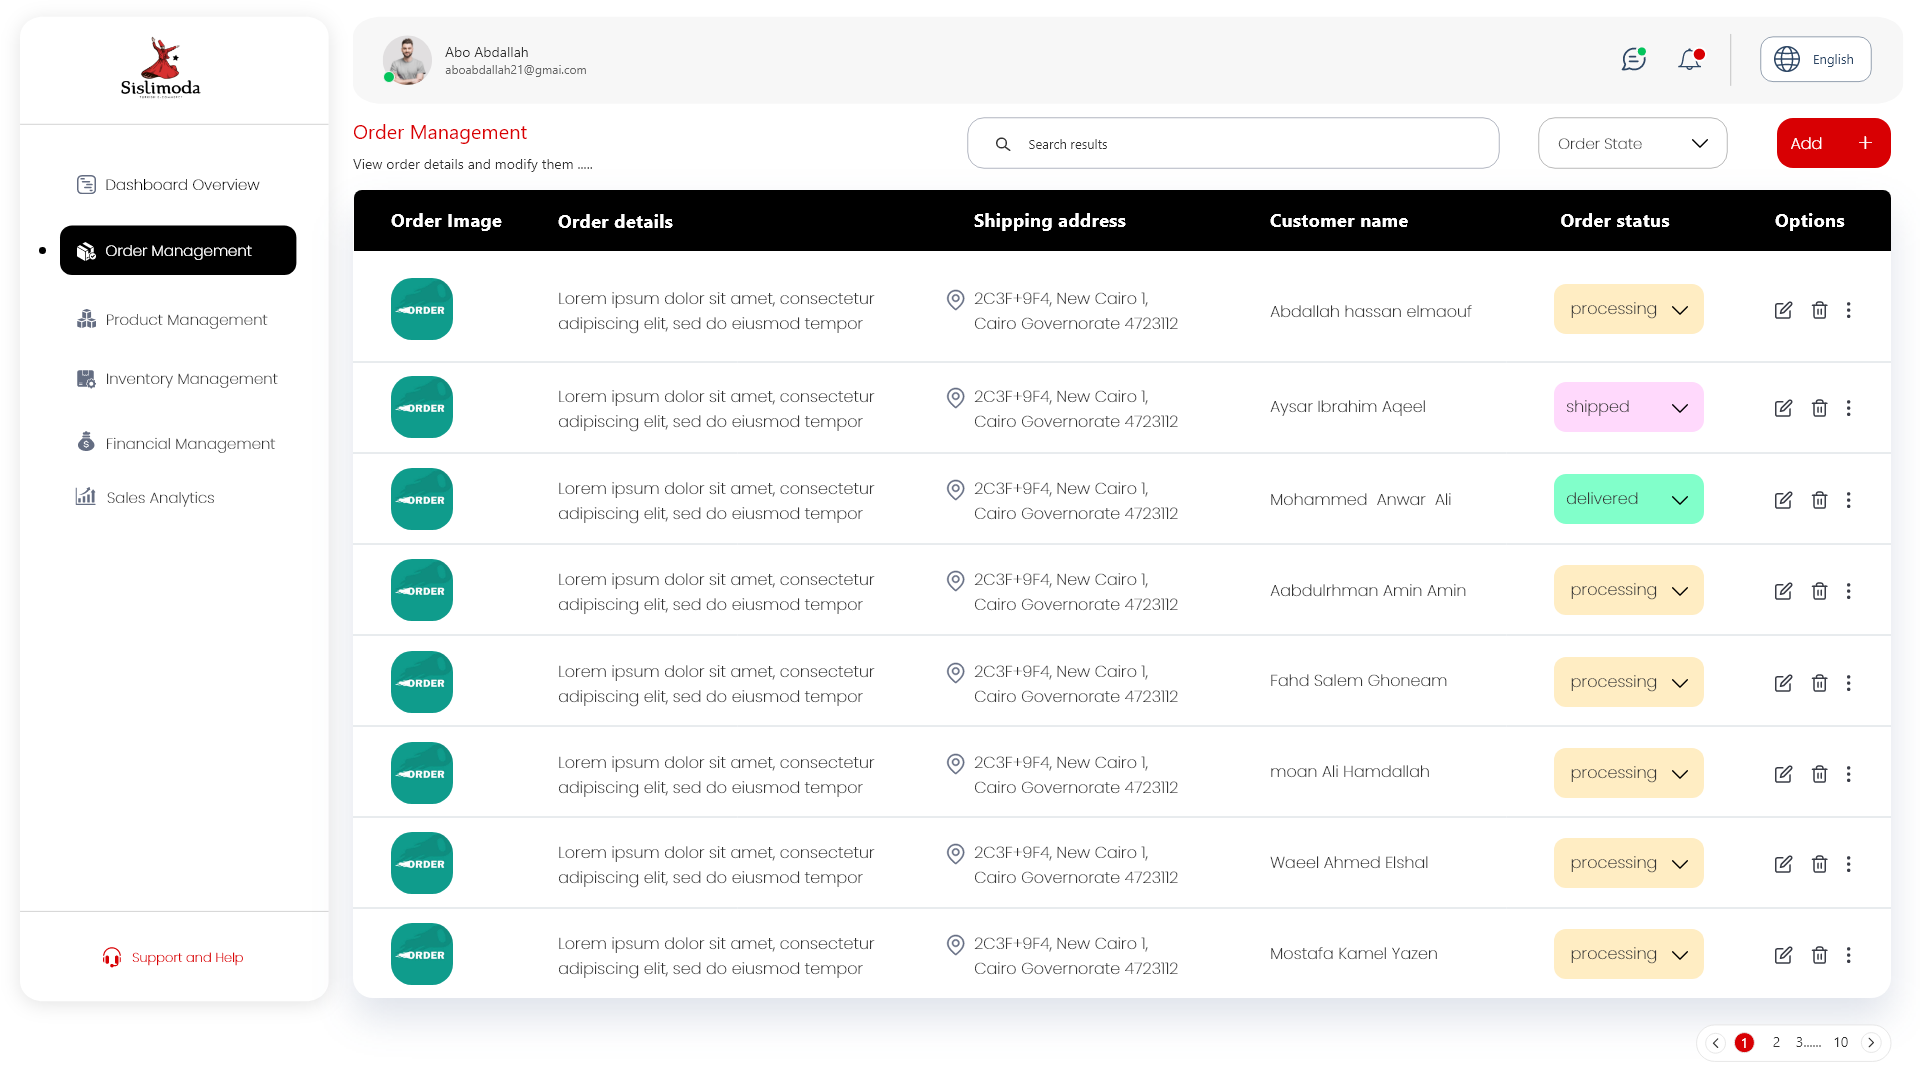 Sislimoda
Dashboard Overview
Order Management
Product Management
Inventory Management
Financial Management
Sales Analytics
Support and Help
Abo Abdallah
aboabdallah21@gmai.com
English
Order Management
View order details and modify them .....
Search results
Order State
Add
Order Image Order details Shipping address Customer name Order status Options
ORDER
Lorem ipsum dolor sit amet, consectetur
adipiscing elit, sed do eiusmod tempor
2C3F+9F4, New Cairo 1,
Cairo Governorate 4723112
Abdallah hassan elmaouf
processing
ORDER
Lorem ipsum dolor sit amet, consectetur
adipiscing elit, sed do eiusmod tempor
2C3F+9F4, New Cairo 1,
Cairo Governorate 4723112
Aysar Ibrahim Aqeel
shipped
ORDER
Lorem ipsum dolor sit amet, consectetur
adipiscing elit, sed do eiusmod tempor
2C3F+9F4, New Cairo 1,
Cairo Governorate 4723112
Mohammed Anwar Ali
delivered
ORDER
Lorem ipsum dolor sit amet, consectetur
adipiscing elit, sed do eiusmod tempor
2C3F+9F4, New Cairo 1,
Cairo Governorate 4723112
Aabdulrhman Amin Amin
processing
ORDER
Lorem ipsum dolor sit amet, consectetur
adipiscing elit, sed do eiusmod tempor
2C3F+9F4, New Cairo 1,
Cairo Governorate 4723112
Fahd Salem Ghoneam
processing
ORDER
Lorem ipsum dolor sit amet, consectetur
adipiscing elit, sed do eiusmod tempor
2C3F+9F4, New Cairo 1,
Cairo Governorate 4723112
moan Ali Hamdallah
processing
ORDER
Lorem ipsum dolor sit amet, consectetur
adipiscing elit, sed do eiusmod tempor
2C3F+9F4, New Cairo 1,
Cairo Governorate 4723112
Waeel Ahmed Elshal
processing
ORDER
Lorem ipsum dolor sit amet, consectetur
adipiscing elit, sed do eiusmod tempor
2C3F+9F4, New Cairo 1,
Cairo Governorate 4723112
Mostafa Kamel Yazen
processing
1 2 3...... 10